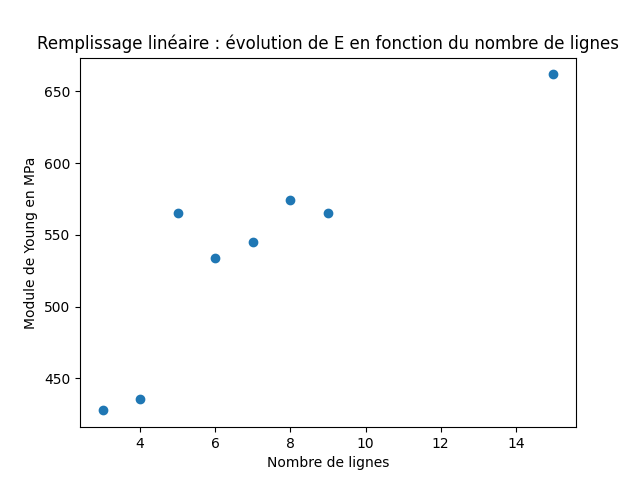 Remplissage linéaire : évolution de E en fonction du nombre de lignes
650
600
550
500
450
Module de Young en MPa
4 6 8 10 12 14
Nombre de lignes